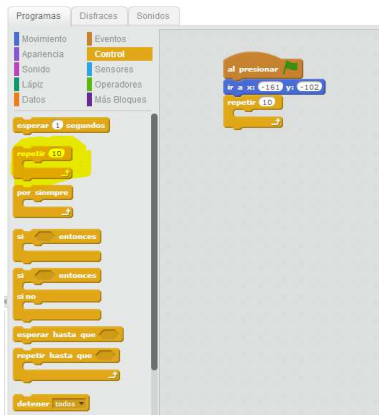 Programas Disfraces Sonidos
Movimiento Eventos
Apariencia Control
Sonido Sensores
Lápiz Operadores
Datos Más Bloques
esperar 1 segundos
repetir 10
por siempre
si entonces
si entonces
si no
esperar hasta que
repetir hasta que
detener todos
al presionar
ir a x: -161 y: -102
repetir 10